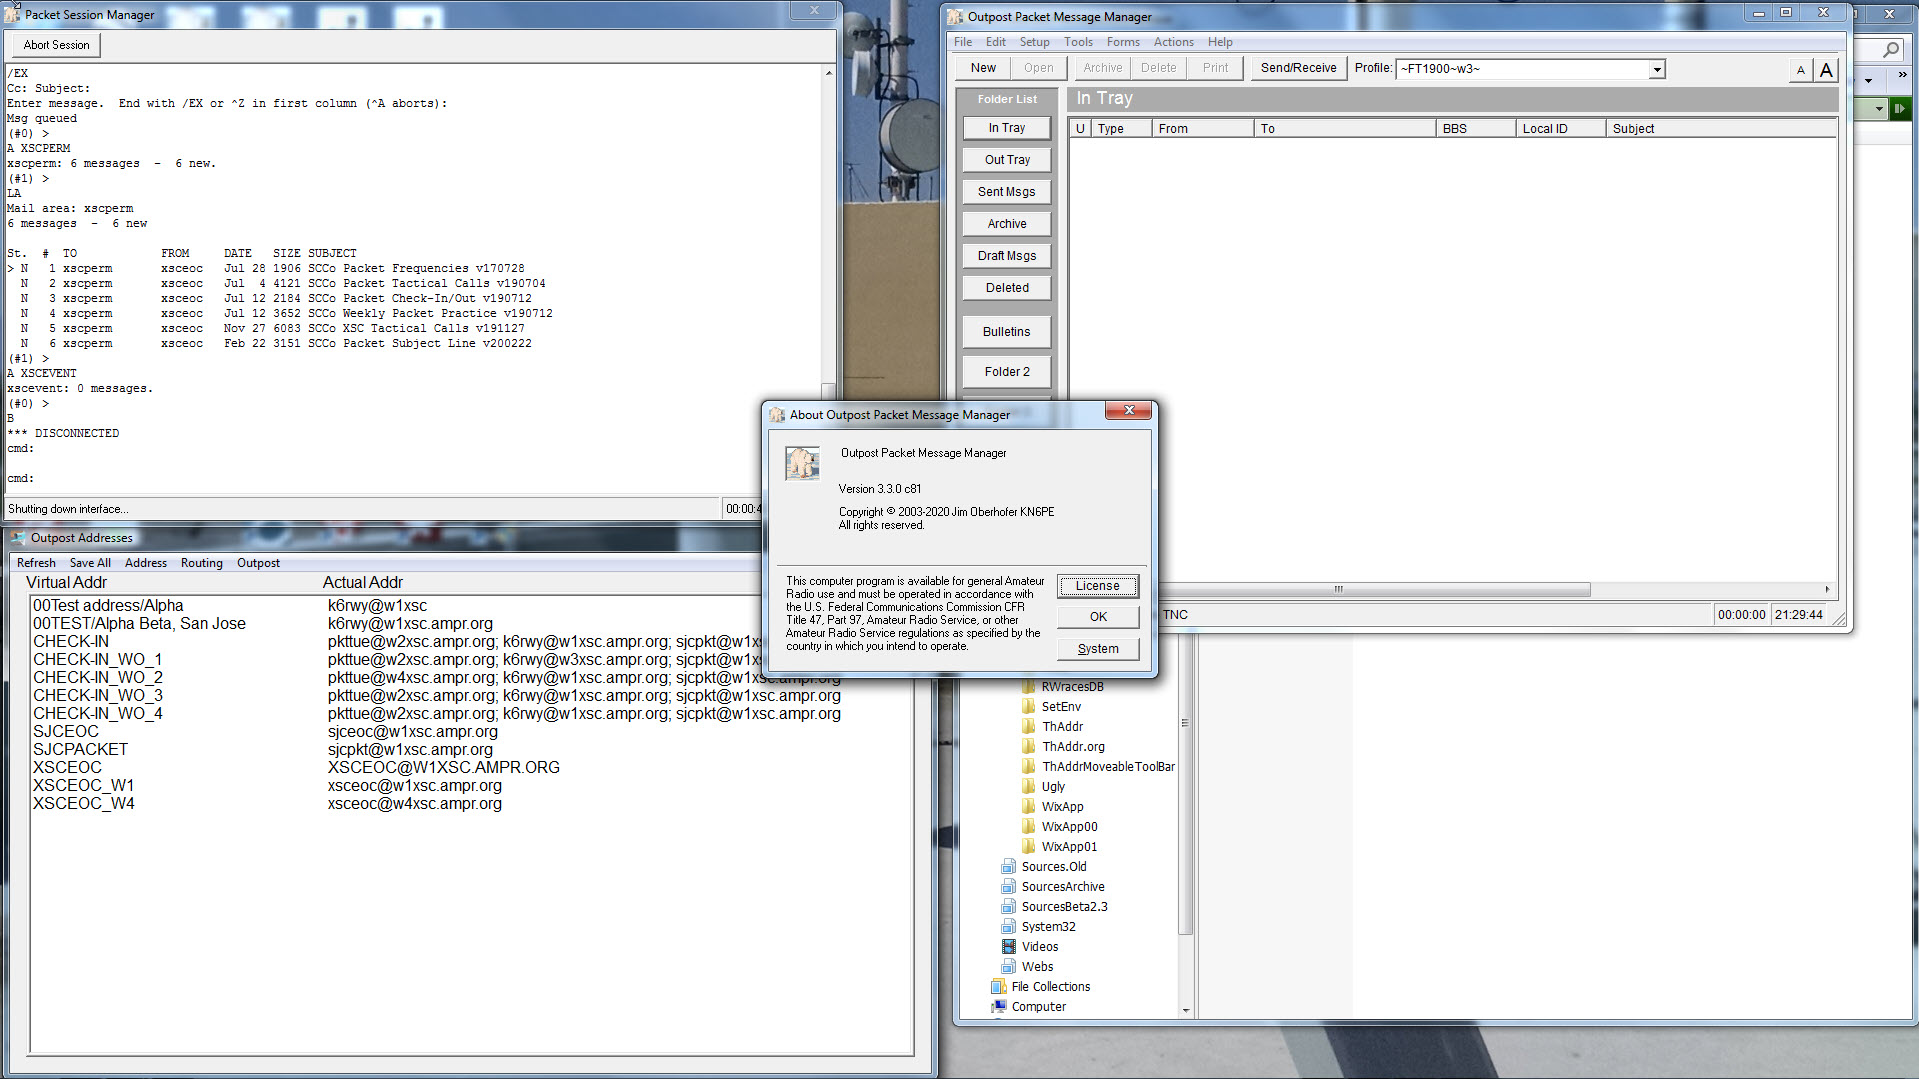 Packet Session Manager
Abort Session
/EX
Cc: Subject:
Enter message.  End with /EX or ^Z in first column (^A aborts):
Msg queued
(#0) >
A XSCPERM
xscperm: 6 messages  -  6 new.
(#1) >
LA
Mail area: xscperm
6 messages  -  6 new
St.  #  TO  FROM  DATE  SIZE SUBJECT
> N  1 xscperm  xsceoc  Jul 28 1906 SCCo Packet Frequencies v170728
N  2 xscperm  xsceoc  Jul  4 4121 SCCo Packet Tactical Calls v190704
N  3 xscperm  xsceoc  Jul 12 2184 SCCo Packet Check-In/Out v190712
N  4 xscperm  xsceoc  Jul 12 3652 SCCo Weekly Packet Practice v190712
N  5 xscperm  xsceoc  Nov 27 6083 SCCo XSC Tactical Calls v191127
N  6 xscperm  xsceoc  Feb 22 3151 SCCo Packet Subject Line v200222
(#1) >
A XSCEVENT
xscevent: 0 messages.
(#0) >
B
*** DISCONNECTED
cmd:
cmd:
Shutting down interface...
00:00:4
Outpost Packet Message Manager
File Edit Setup Tools Forms Actions Help
New Open Archive Delete Print Send/Receive Profile: ~FT1900~w3~ A A
Folder List
In Tray
In Tray
Out Tray
Sent Msgs
Archive
Draft Msgs
Deleted
Bulletins
Folder 2
U Type From To BBS Local ID Subject
TNC 00:00:00 21:29:44
About Outpost Packet Message Manager
Outpost Packet Message Manager
Version 3.3.0 c81
Copyright © 2003-2020 Jim Oberhofer KN6PE
All rights reserved.
This computer program is available for general Amateur
Radio use and must be operated in accordance with
the U.S. Federal Communications Commission CFR
Title 47, Part 97, Amateur Radio Service, or other
Amateur Radio Service regulations as specified by the
country in which you intend to operate.
License
OK
System
Outpost Addresses
Refresh Save All Address Routing Outpost
Virtual Addr Actual Addr
00Test address/Alpha k6rwy@w1xsc
00TEST/Alpha Beta, San Jose k6rwy@w1xsc.ampr.org
CHECK-IN pkttue@w2xsc.ampr.org; k6rwy@w1xsc.ampr.org; sjcpkt@w1xs
CHECK-IN_WO_1 pkttue@w2xsc.ampr.org; k6rwy@w3xsc.ampr.org; sjcpkt@w1xs
CHECK-IN_WO_2 pkttue@w4xsc.ampr.org; k6rwy@w1xsc.ampr.org; sjcpkt@w1xsc.ampr.org
CHECK-IN_WO_3 pkttue@w2xsc.ampr.org; k6rwy@w1xsc.ampr.org; sjcpkt@w1xsc.ampr.org
CHECK-IN_WO_4 pkttue@w2xsc.ampr.org; k6rwy@w1xsc.ampr.org; sjcpkt@w1xsc.ampr.org
SJCEOC sjceoc@w1xsc.ampr.org
SJCPACKET sjcpkt@w1xsc.ampr.org
XSCEOC XSCEOC@W1XSC.AMPR.ORG
XSCEOC_W1 xsceoc@w1xsc.ampr.org
XSCEOC_W4 xsceoc@w4xsc.ampr.org
RWracesDB
SetEnv
ThAddr
ThAddr.org
ThAddrMoveableToolBar
Ugly
WixApp
WixApp00
WixApp01
Sources.Old
SourcesArchive
SourcesBeta2.3
System32
Videos
Webs
File Collections
Computer